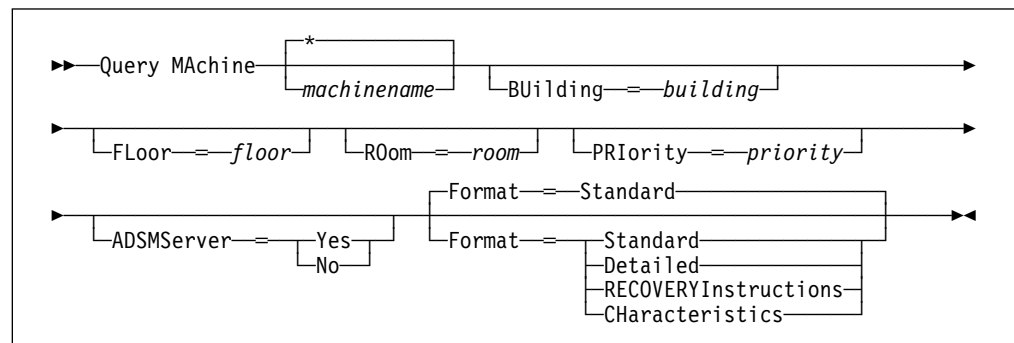 *
Query MAchine machinename BUilding = building
FLoor = floor ROom = room PRIority = priority
Format = Standard
ADSMServer = Yes Format = Standard
No Detailed
RECOVERYInstructions
CHaracteristics